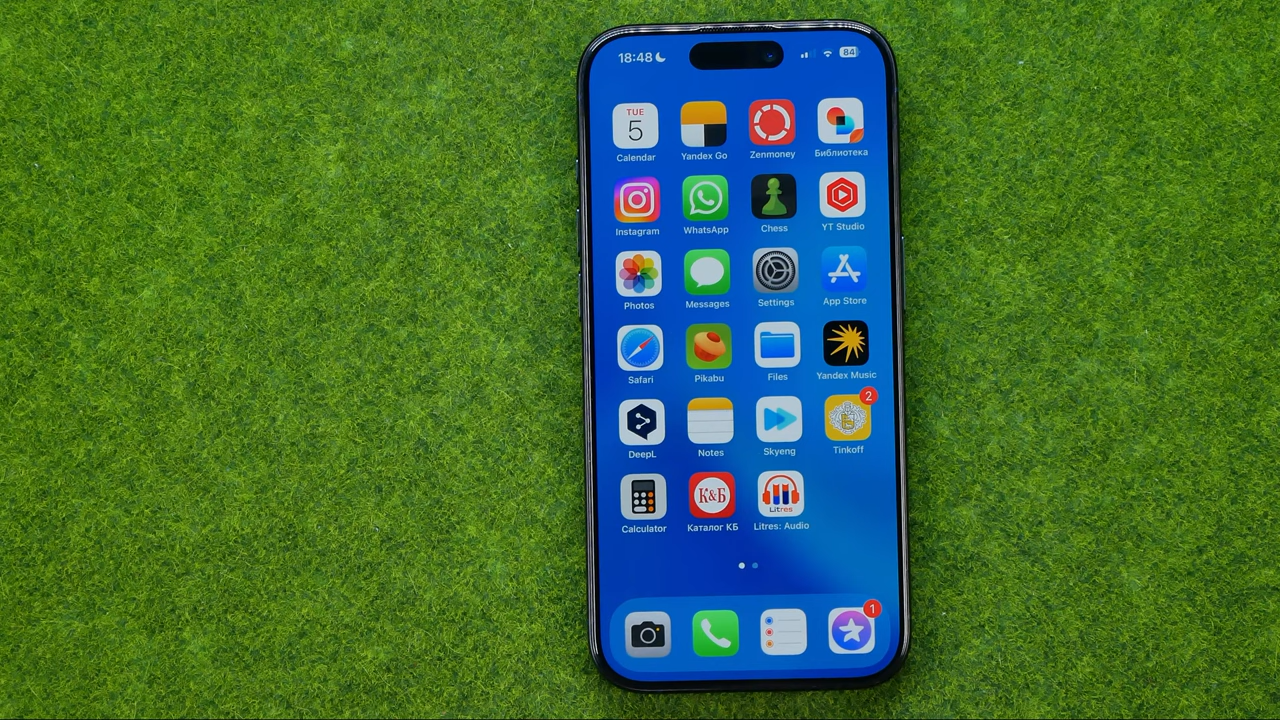 18:48
84
TUE
5
Calendar
Yandex Go
Zenmoney
Библиотека
Instagram
WhatsApp
Chess
YT Studio
Photos
Messages
Settings
App Store
Safari
Pikabu
Files
Yandex Music
2
DeepL
Notes
Skyeng
Tinkoff
К&Б
Litres
Calculator
Каталог КБ
Litres: Audio
1